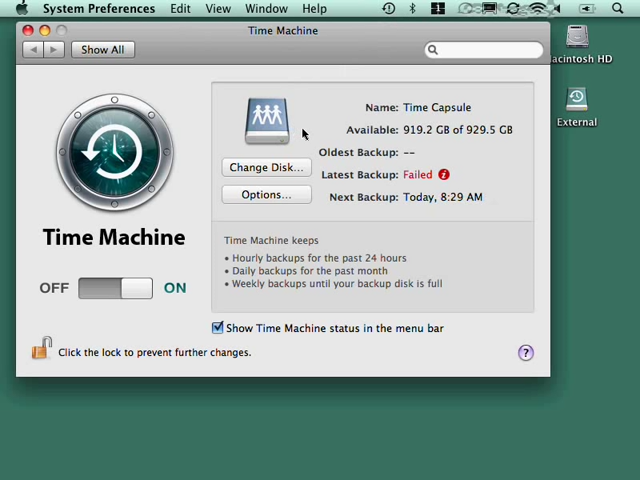 System Preferences Edit View Window Help
Time Machine
Show All
Macintosh HD
External
Name: Time Capsule
Available: 919.2 GB of 929.5 GB
Oldest Backup: --
Latest Backup: Failed
Next Backup: Today, 8:29 AM
Change Disk...
Options...
Time Machine
OFF ON
Time Machine keeps
• Hourly backups for the past 24 hours
• Daily backups for the past month
• Weekly backups until your backup disk is full
Show Time Machine status in the menu bar
Click the lock to prevent further changes.
?